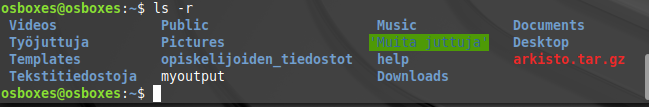 osboxes@osboxes:~$ ls -r
Videos Public Music Documents
Työjuttuja Pictures 'Muita juttuja' Desktop
Templates opiskelijoiden_tiedostot help arkisto.tar.gz
Tekstitiedostoja myoutput Downloads
osboxes@osboxes:~$